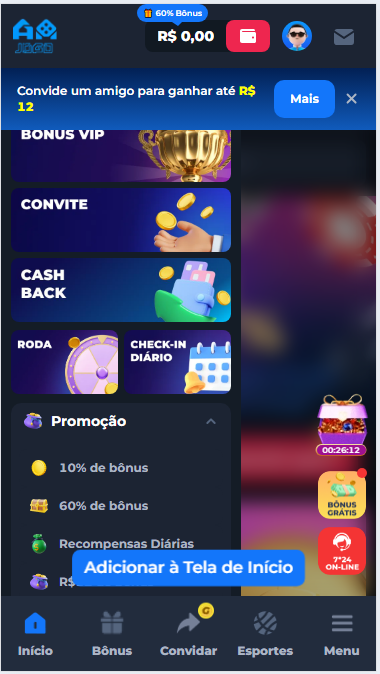 60% Bônus
R$ 0,00
Convide um amigo para ganhar até R$
12
Mais
BÔNUS VIP
CONVITE
CASH
BACK
RODA
CHECK-IN
DIÁRIO
Promoção
10% de bônus
60% de bônus
Recompensas Diárias
Adicionar à Tela de Início
00:26:12
BÓNUS
GRÁTIS
7*24
ON-LINE
Início
Bônus
G
Convidar
Esportes
Menu